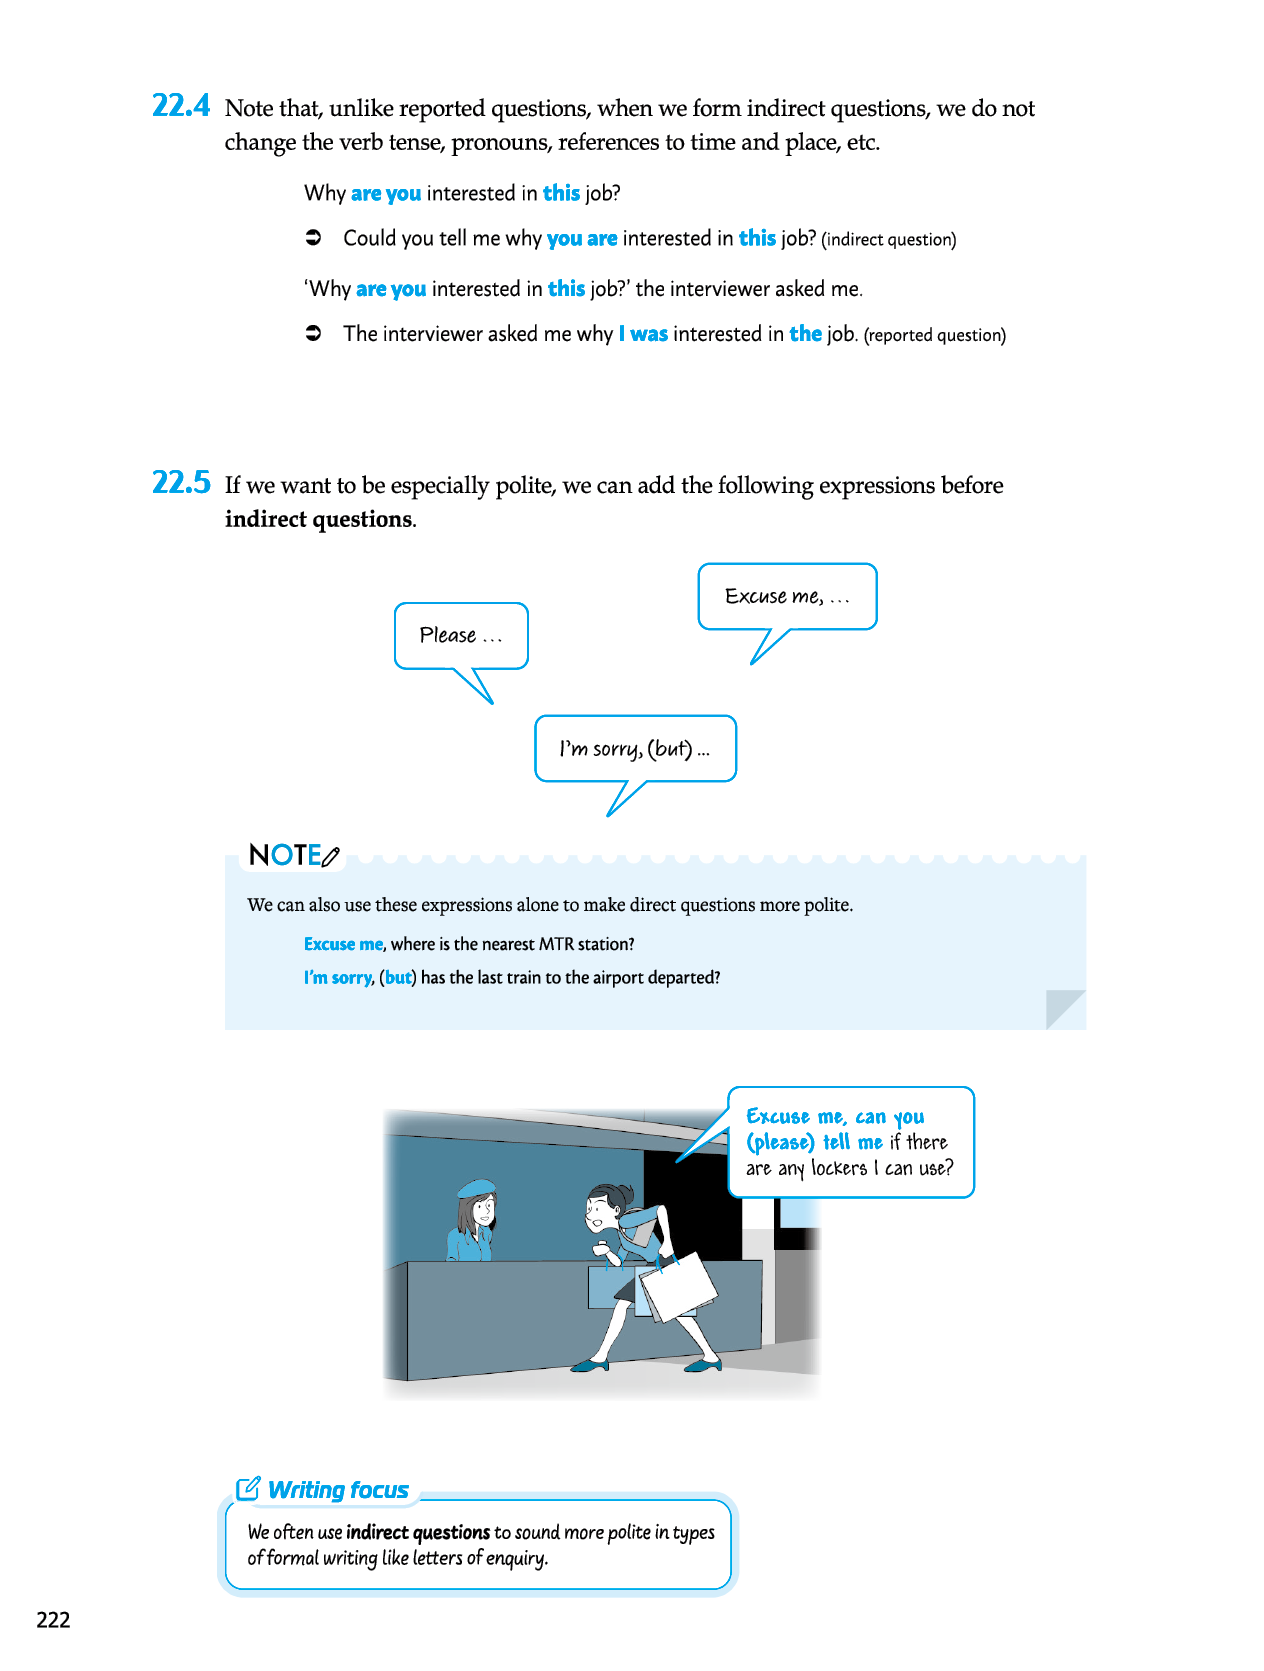 22.4 Note that, unlike reported questions, when we form indirect questions, we do not
change the verb tense, pronouns, references to time and place, etc.
Why are you interested in this job?
➲ Could you tell me why you are interested in this job? (indirect question)
‘Why are you interested in this job?’ the interviewer asked me.
➲ The interviewer asked me why I was interested in the job. (reported question)
22.5 If we want to be especially polite, we can add the following expressions before
indirect questions.
Excuse me, …
Please …
I’m sorry, (but) ...
NOTE
We can also use these expressions alone to make direct questions more polite.
Excuse me, where is the nearest MTR station?
I’m sorry, (but) has the last train to the airport departed?
Excuse me, can you
(please) tell me if there
are any lockers I can use?
Writing focus
We often use indirect questions to sound more polite in types
of formal writing like letters of enquiry.
222